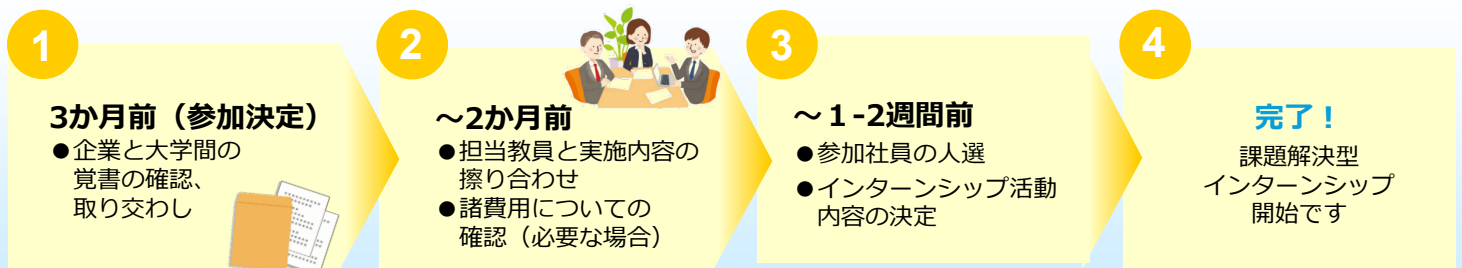 1
3か月前（参加決定）
●企業と大学間の
覚書の確認、
取り交わし
2
～2か月前
●担当教員と実施内容の
擦り合わせ
●諸費用についての
確認（必要な場合）
3
～１-2週間前
●参加社員の人選
●インターンシップ活動
内容の決定
4
完了！
課題解決型
インターンシップ
開始です